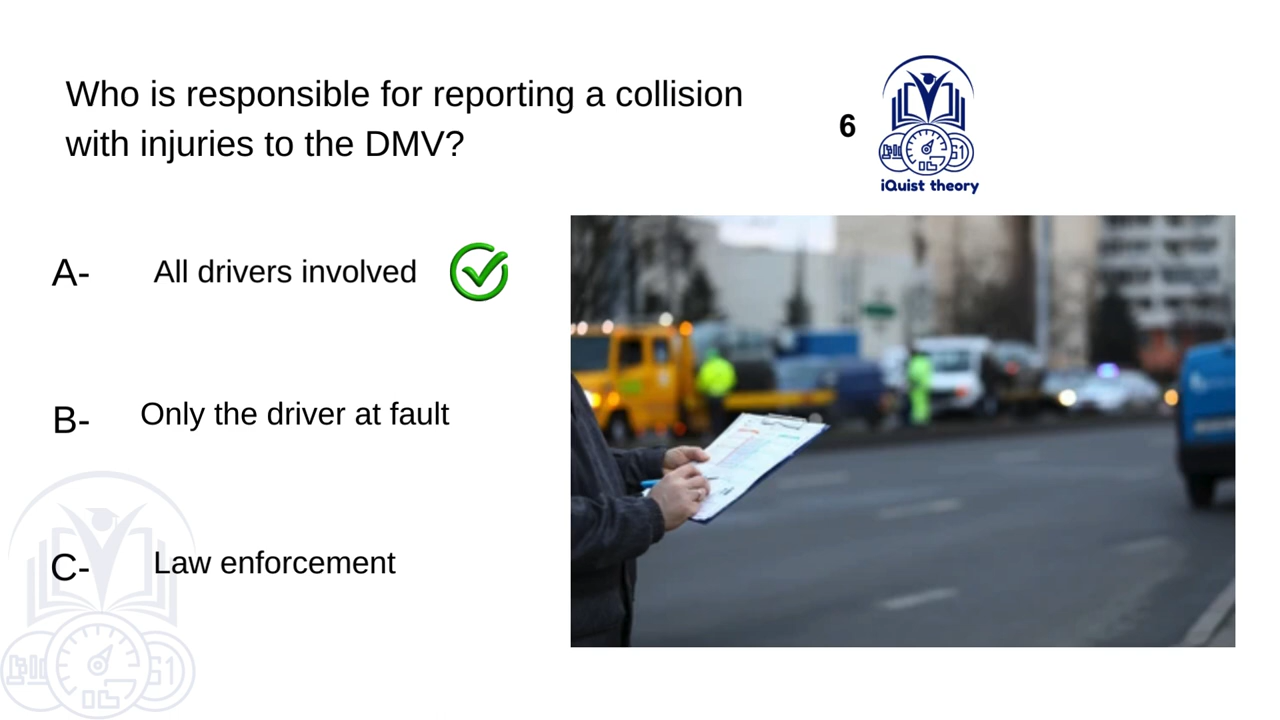 Who is responsible for reporting a collision
with injuries to the DMV?
6
iQuist theory
A- All drivers involved
B- Only the driver at fault
C- Law enforcement